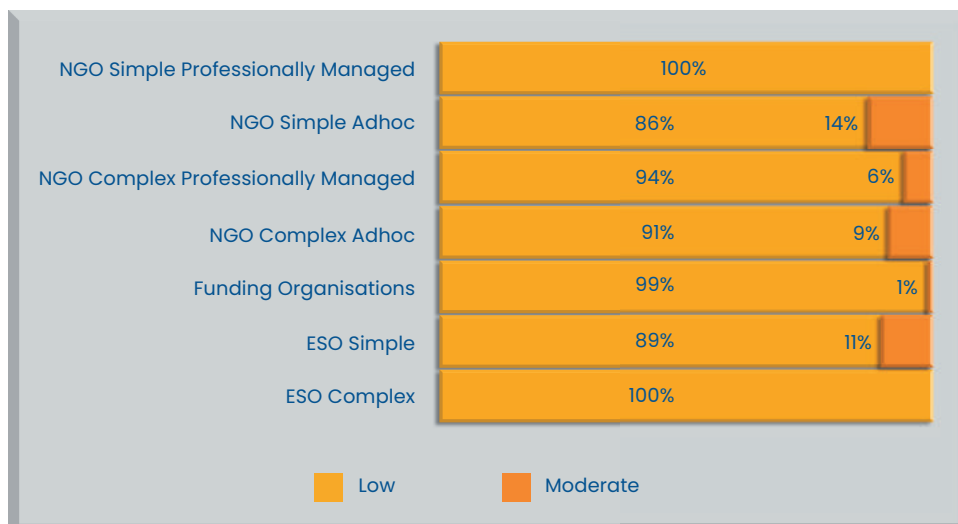 NGO Simple Professionally Managed 100%
NGO Simple Adhoc 86% 14%
NGO Complex Professionally Managed 94% 6%
NGO Complex Adhoc 91% 9%
Funding Organisations 99% 1%
ESO Simple 89% 11%
ESO Complex 100%
Low Moderate